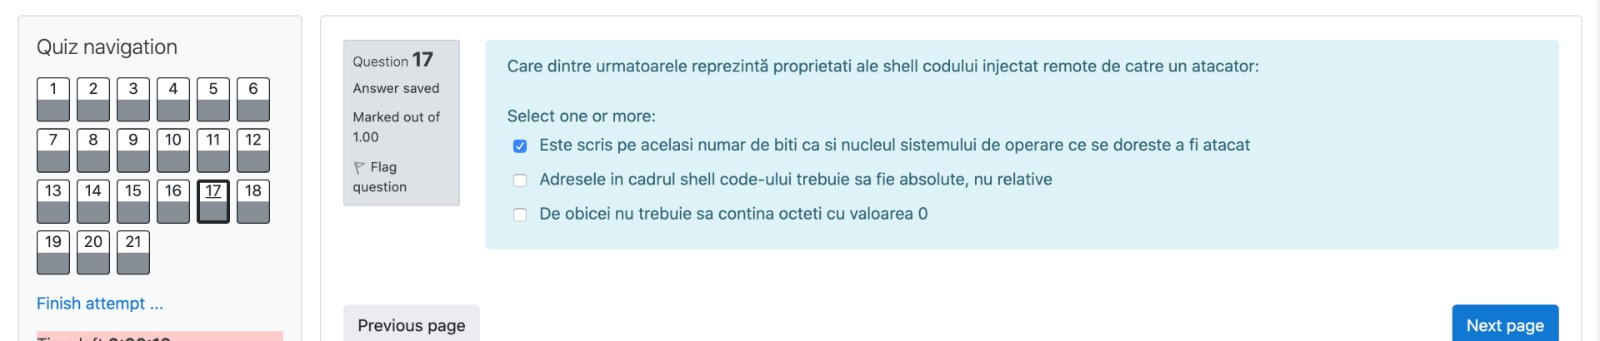 Quiz navigation
1 2 3 4 5 6
7 8 9 10 11 12
13 14 15 16 17 18
19 20 21
Finish attempt ...
Question 17
Answer saved
Marked out of
1.00
Flag
question
Care dintre urmatoarele reprezintă proprietati ale shell codului injectat remote de catre un atacator:
Select one or more:
Este scris pe acelasi numar de biti ca si nucleul sistemului de operare ce se doreste a fi atacat
Adresele in cadrul shell code-ului trebuie sa fie absolute, nu relative
De obicei nu trebuie sa contina octeti cu valoarea 0
Previous page
Next page